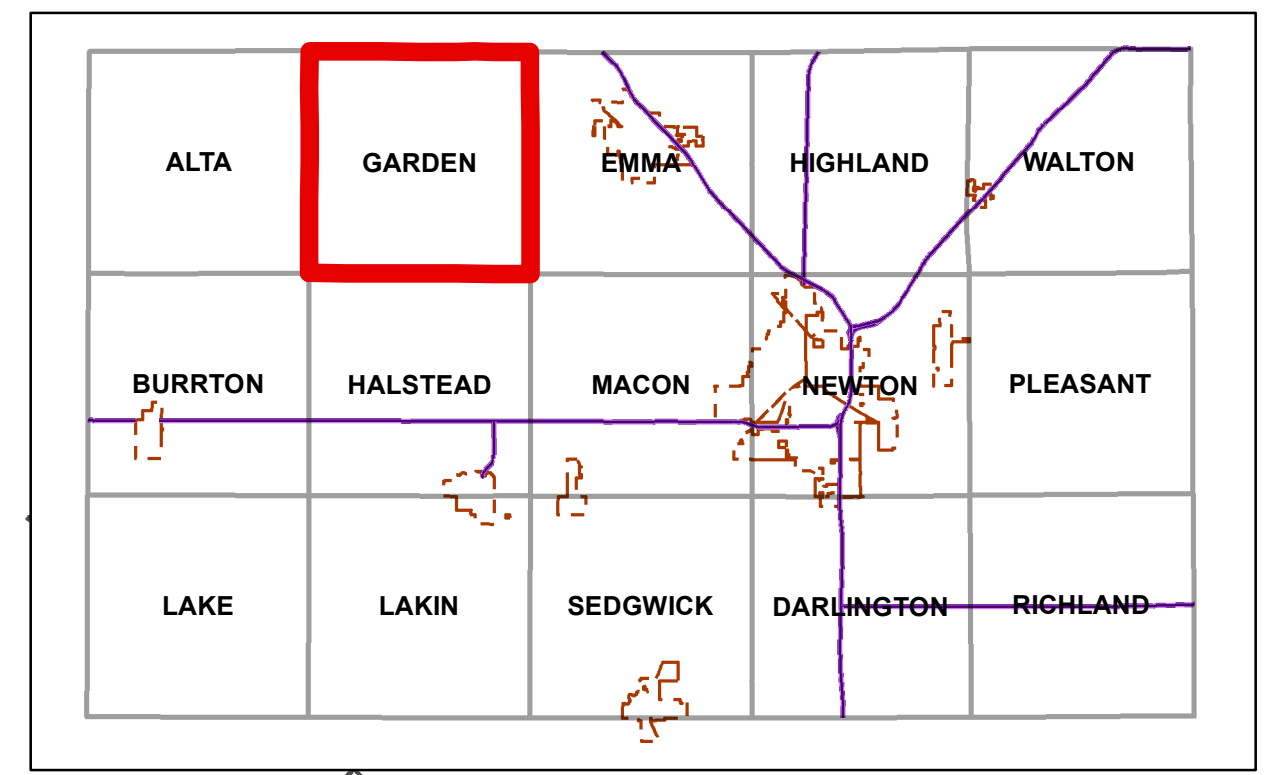 ALTA
GARDEN
EMMA
HIGHLAND
WALTON
BURRTON
HALSTEAD
MACON
NEWTON
PLEASANT
LAKE
LAKIN
SEDGWICK
DARLINGTON
RICHLAND